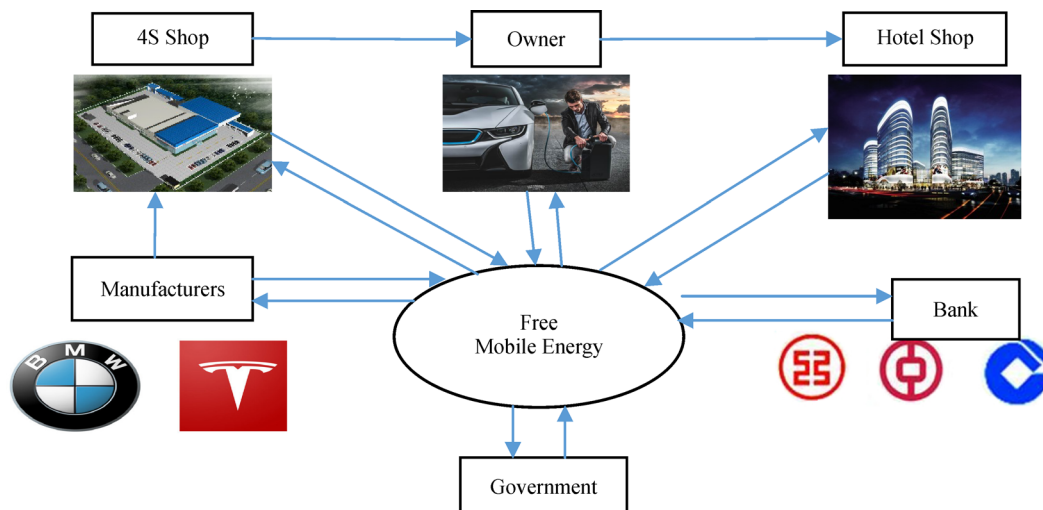 4S Shop
Owner
Hotel Shop
Manufacturers
Free
Mobile Energy
Bank
BMW
Government